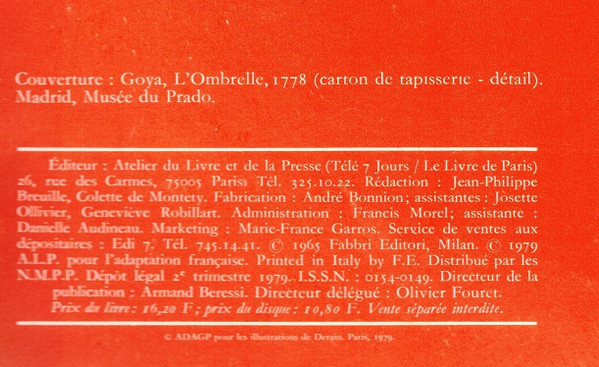 Couverture : Goya, L'Ombrelle, 1778 (carton de tapisserie - détail).
Madrid, Musée du Prado.
Éditeur : Atelier du Livre et de la Presse (Télé 7 Jours / Le Livre de Paris)
26, rue des Carmes, 75005 Paris. Tél. 325.10.22. Rédaction : Jean-Philippe
Breuille, Colette de Montety. Fabrication : André Bonnion; assistantes : Josette
Ollivier, Geneviève Robillart. Administration : Francis Morel; assistante :
Danielle Audineau. Marketing : Marie-France Garros. Service de ventes aux
dépositaires : Edi 7. Tél. 745.14.41. © 1965 Fabbri Editori, Milan. © 1979
A.L.P. pour l'adaptation française. Printed in Italy by F.E. Distribué par les
N.M.P.P. Dépôt légal 2e trimestre 1979. I.S.S.N. : 0154-0149. Directeur de la
publication : Armand Beressi. Directeur délégué : Olivier Fouret.
Prix du livre : 16,20 F; prix du disque : 10,80 F. Vente séparée interdite.
© ADAGP pour les illustrations de Derain. Paris, 1979.